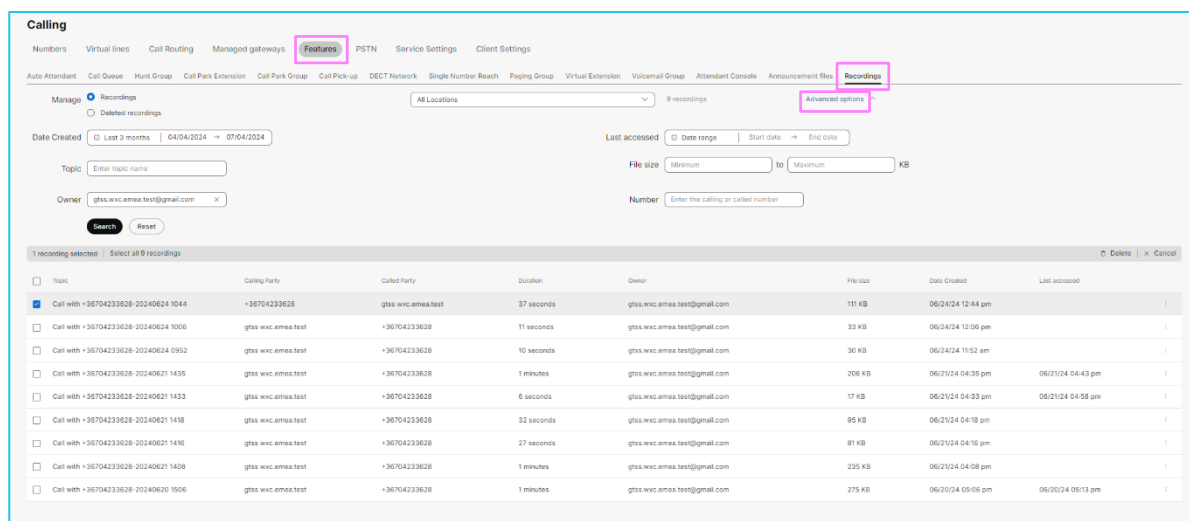 Calling
Numbers Virtual lines Call Routing Managed gateways Features PSTN Service Settings Client Settings
Auto Attendant Call Queue Hunt Group Call Park Extension Call Park Group Call Pick-up DECT Network Single Number Reach Paging Group Virtual Extension Voicemail Group Attendant Console Announcement files Recordings
Manage Recordings All Locations 9 recordings Advanced options
Deleted recordings
Date Created Last 3 months 04/04/2024 → 07/04/2024 Last accessed Date range Start date → End date
Topic Enter topic name File size Minimum to Maximum KB
Owner gtss.wxc.emea.test@gmail.com × Number Enter the calling or called number
Search Reset
1 recording selected Select all 9 recordings Delete × Cancel
Topic Calling Party Called Party Duration Owner File size Date Created Last accessed
Call with +36704233628-20240624 1044 +36704233628 gtss wxc.emea.test 37 seconds gtss.wxc.emea.test@gmail.com 111 KB 06/24/24 12:44 pm
Call with +36704233628-20240624 1006 gtss wxc.emea.test +36704233628 11 seconds gtss.wxc.emea.test@gmail.com 33 KB 06/24/24 12:06 pm
Call with +36704233628-20240624 0952 gtss wxc.emea.test +36704233628 10 seconds gtss.wxc.emea.test@gmail.com 30 KB 06/24/24 11:52 am
Call with +36704233628-20240621 1435 gtss wxc.emea.test +36704233628 1 minutes gtss.wxc.emea.test@gmail.com 206 KB 06/21/24 04:35 pm 06/21/24 04:43 pm
Call with +36704233628-20240621 1433 gtss wxc.emea.test +36704233628 6 seconds gtss.wxc.emea.test@gmail.com 17 KB 06/21/24 04:33 pm 06/21/24 04:58 pm
Call with +36704233628-20240621 1418 gtss wxc.emea.test +36704233628 32 seconds gtss.wxc.emea.test@gmail.com 95 KB 06/21/24 04:18 pm
Call with +36704233628-20240621 1416 gtss wxc.emea.test +36704233628 27 seconds gtss.wxc.emea.test@gmail.com 81 KB 06/21/24 04:16 pm
Call with +36704233628-20240621 1408 gtss wxc.emea.test +36704233628 1 minutes gtss.wxc.emea.test@gmail.com 235 KB 06/21/24 04:08 pm
Call with +36704233628-20240620 1506 gtss wxc.emea.test +36704233628 1 minutes gtss.wxc.emea.test@gmail.com 275 KB 06/20/24 05:06 pm 06/20/24 05:13 pm